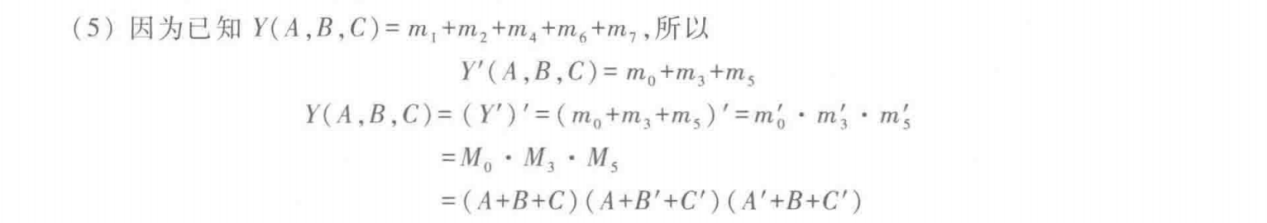 (5) 因为已知 Y(A,B,C)= m₁+m₂+m₄+m₆+m₇,所以
Y′(A,B,C)= m₀+m₃+m₅
Y(A,B,C)= (Y′)′=(m₀+m₃+m₅)′=m₀′ · m₃′ · m₅′
=M₀ · M₃ · M₅
=(A+B+C)(A+B′+C′)(A′+B+C′)